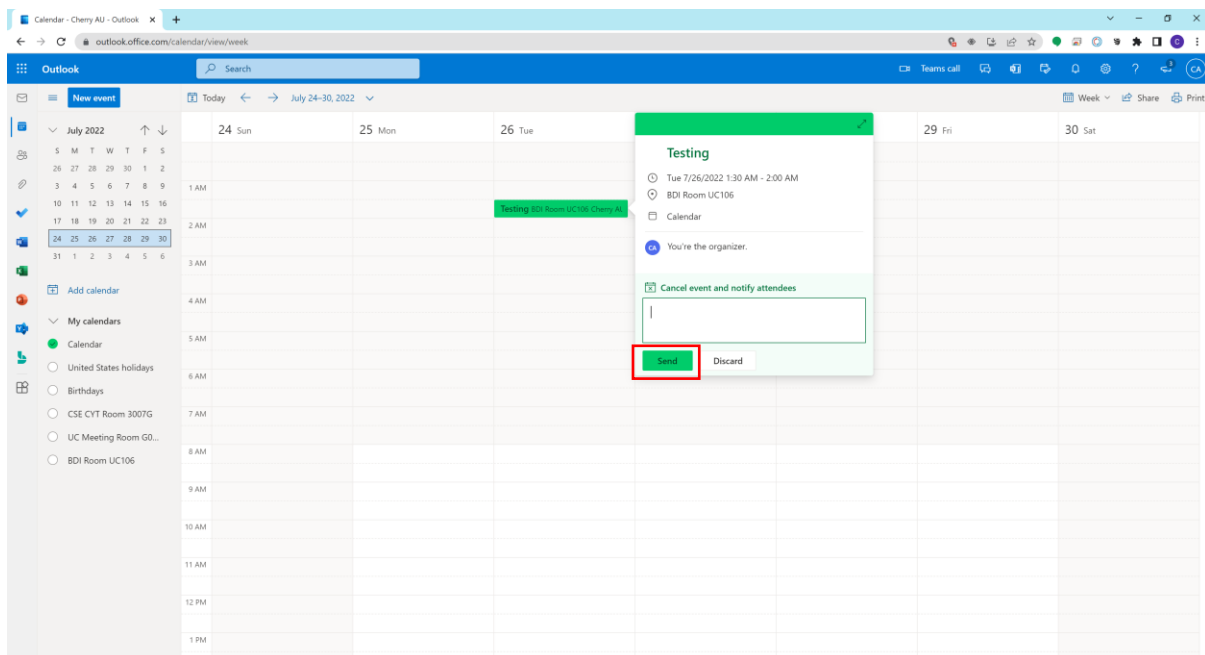 Calendar - Cherry AU - Outlook
outlook.office.com/calendar/view/week
Outlook
Search
Teams call
CA
New event
Today
July 24–30, 2022
Week
Share
Print
July 2022
S M T W T F S
26 27 28 29 30 1 2
3 4 5 6 7 8 9
10 11 12 13 14 15 16
17 18 19 20 21 22 23
24 25 26 27 28 29 30
31 1 2 3 4 5 6
Add calendar
My calendars
Calendar
United States holidays
Birthdays
CSE CYT Room 3007G
UC Meeting Room G0...
BDI Room UC106
24 Sun
25 Mon
26 Tue
29 Fri
30 Sat
1 AM
2 AM
3 AM
4 AM
5 AM
6 AM
7 AM
8 AM
9 AM
10 AM
11 AM
12 PM
1 PM
Testing BDI Room UC106 Cherry AU
Testing
Tue 7/26/2022 1:30 AM - 2:00 AM
BDI Room UC106
Calendar
CA
You're the organizer.
Cancel event and notify attendees
Send
Discard